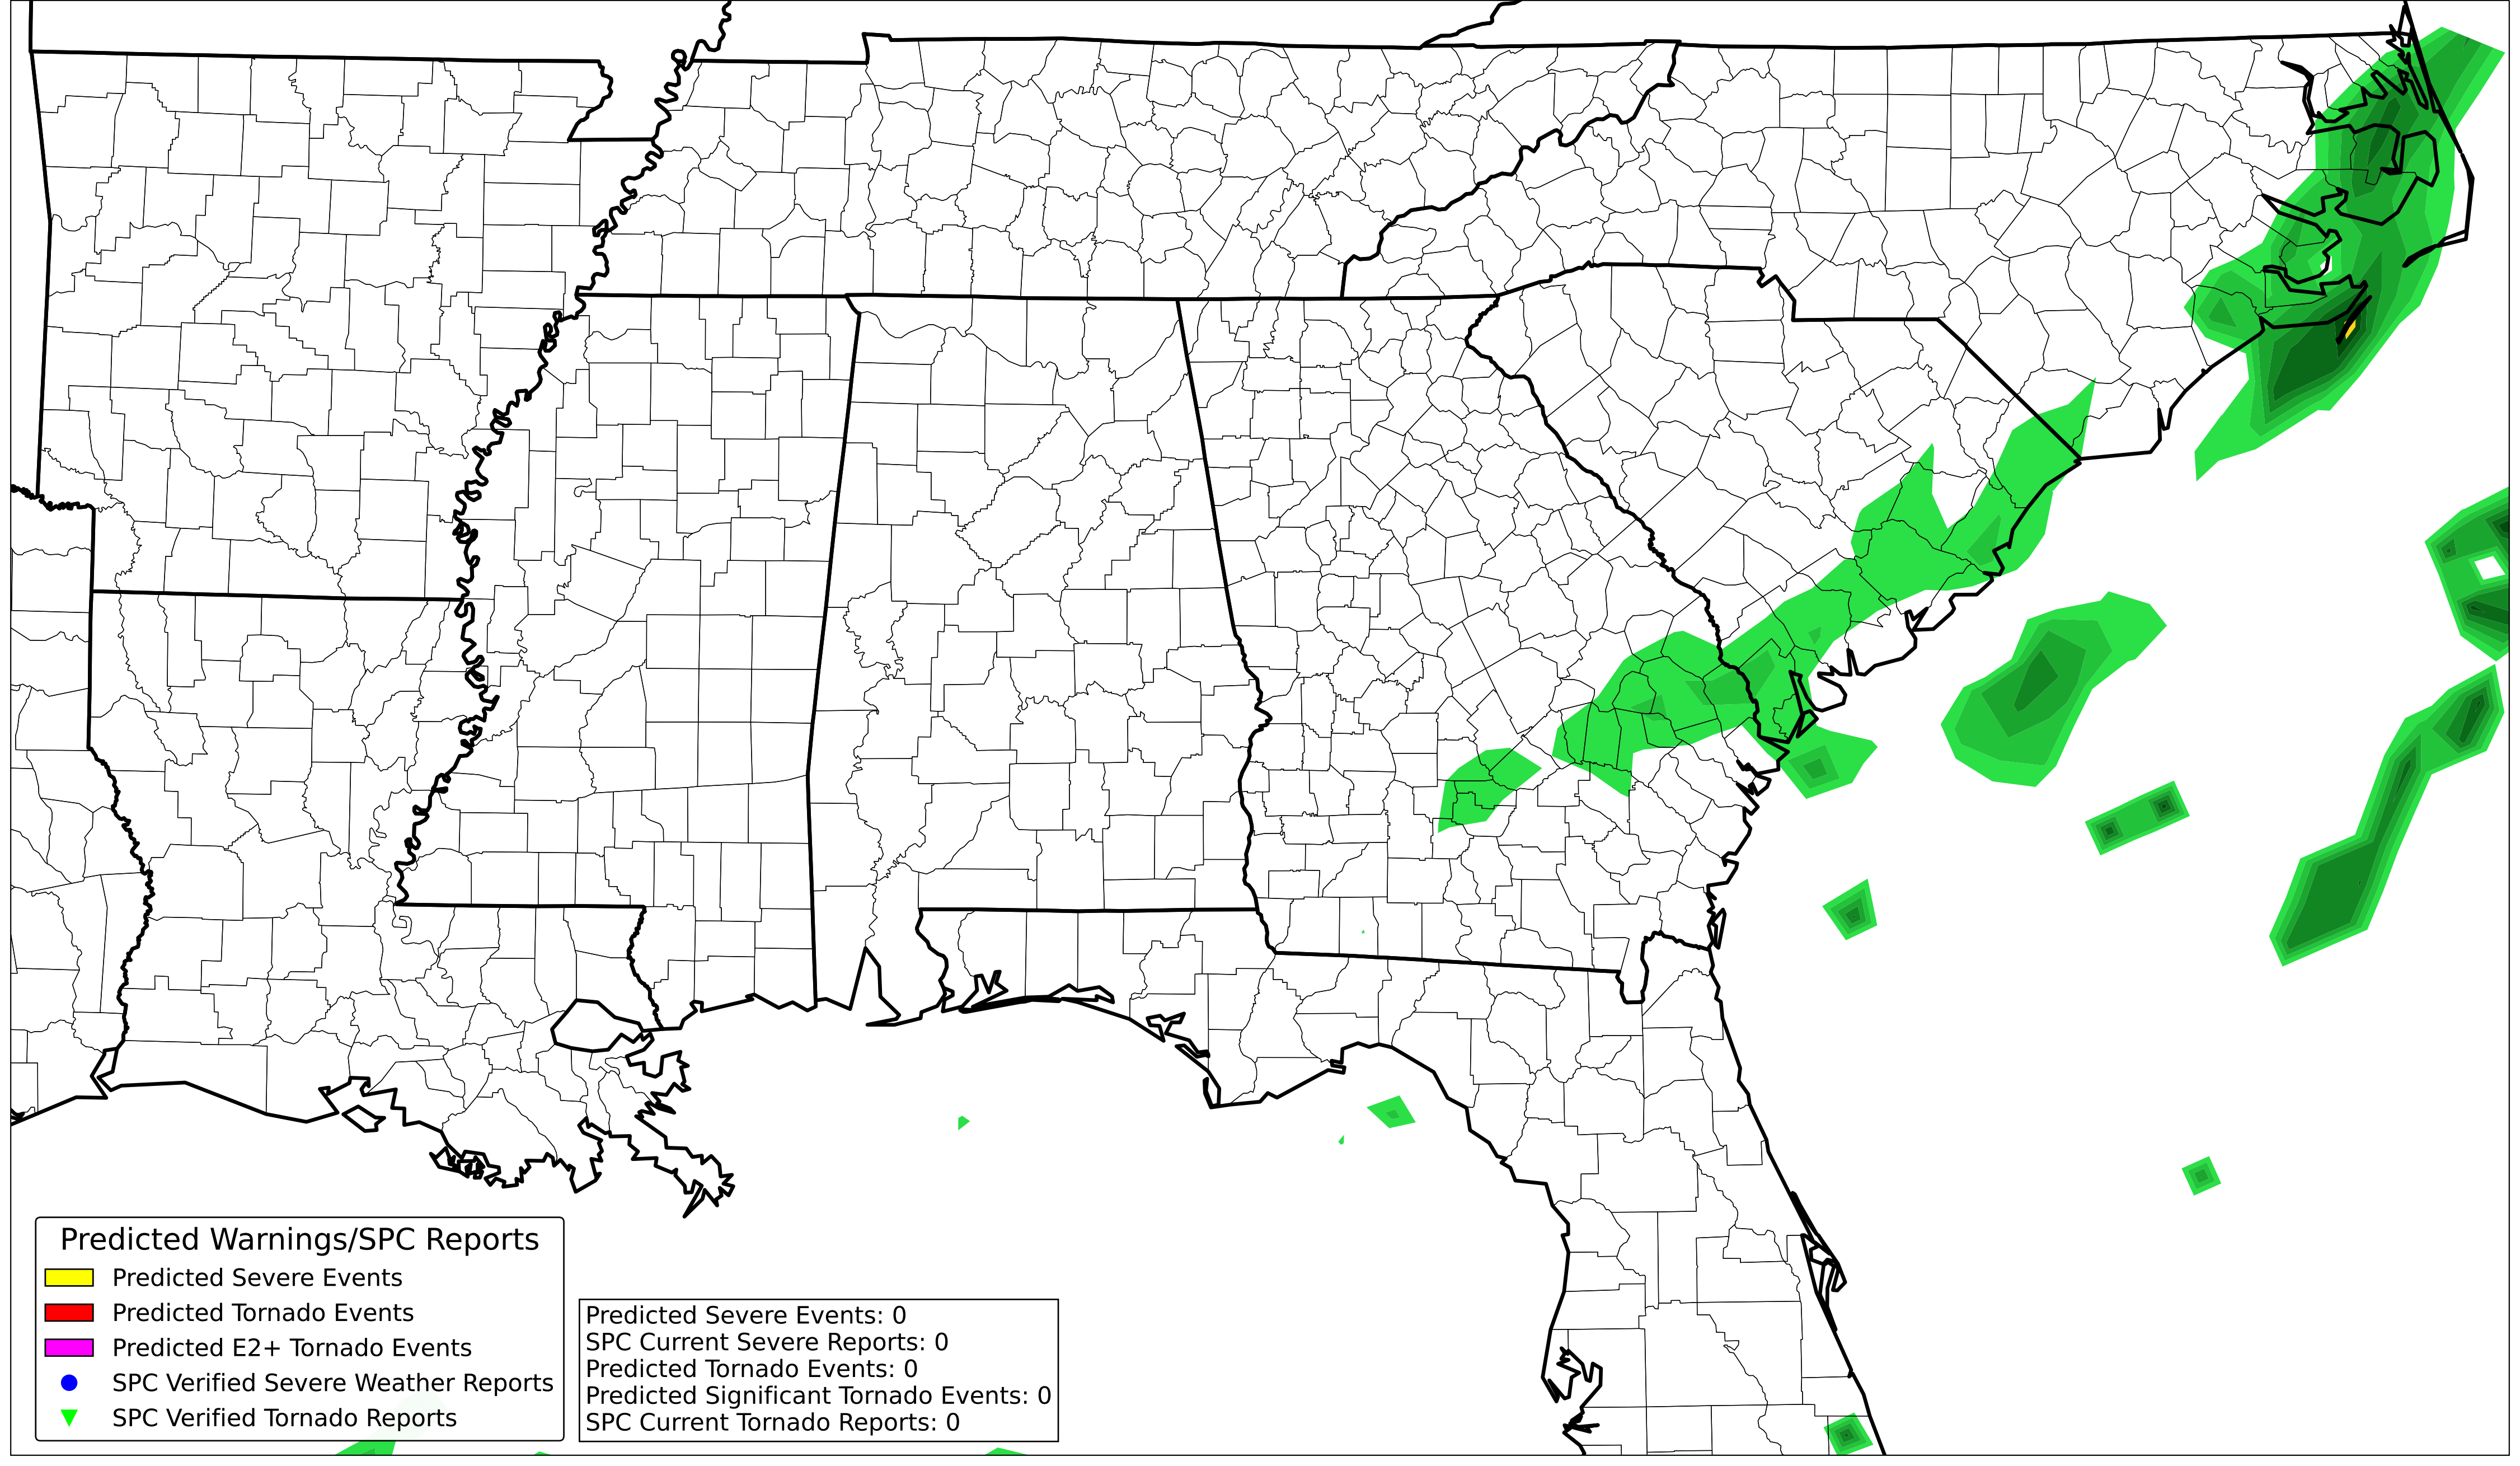 Predicted Warnings/SPC Reports
Predicted Severe Events
Predicted Tornado Events
Predicted E2+ Tornado Events
SPC Verified Severe Weather Reports
SPC Verified Tornado Reports
Predicted Severe Events: 0
SPC Current Severe Reports: 0
Predicted Tornado Events: 0
Predicted Significant Tornado Events: 0
SPC Current Tornado Reports: 0